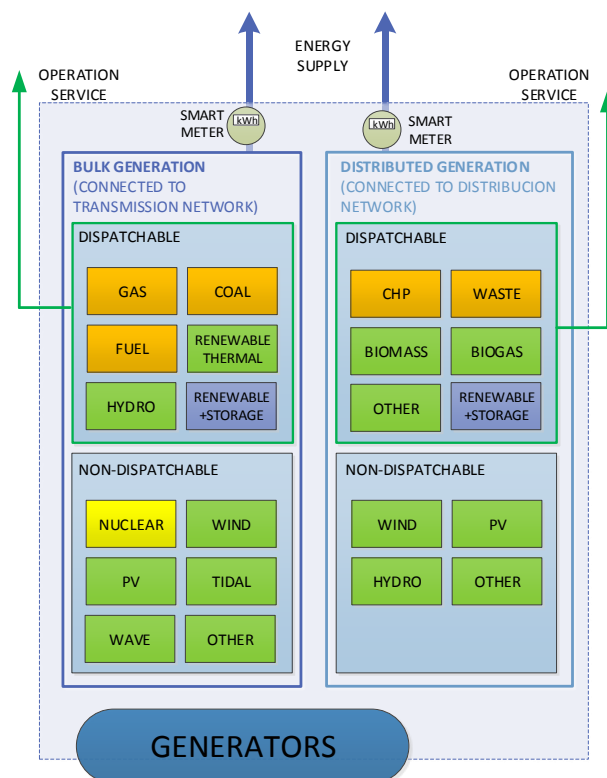 ENERGY
SUPPLY
OPERATION
SERVICE
OPERATION
SERVICE
SMART
METER
kWh
kWh
SMART
METER
BULK GENERATION
(CONNECTED TO
TRANSMISSION NETWORK)
DISPATCHABLE
GAS
COAL
FUEL
RENEWABLE
THERMAL
HYDRO
RENEWABLE
+STORAGE
NON-DISPATCHABLE
NUCLEAR
WIND
PV
TIDAL
WAVE
OTHER
DISTRIBUTED GENERATION
(CONNECTED TO DISTRIBUCION
NETWORK)
DISPATCHABLE
CHP
WASTE
BIOMASS
BIOGAS
OTHER
RENEWABLE
+STORAGE
NON-DISPATCHABLE
WIND
PV
HYDRO
OTHER
GENERATORS